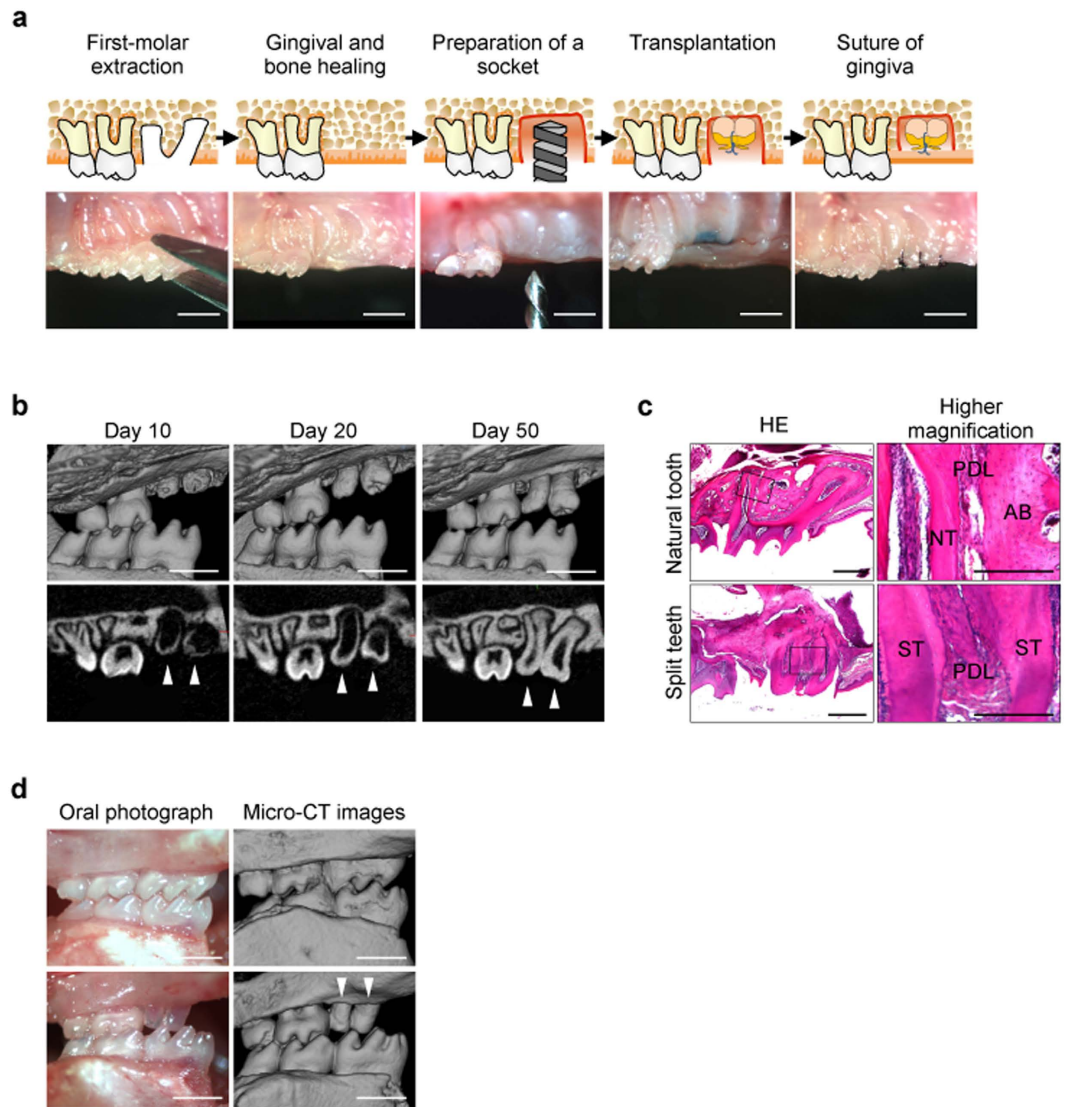 a
First-molar
extraction
Gingival and
bone healing
Preparation of a
socket
Transplantation
Suture of
gingiva
b
Day 10
Day 20
Day 50
c
HE
Higher
magnification
Natural tooth
PDL
AB
NT
Split teeth
ST
ST
PDL
d
Oral photograph
Micro-CT images